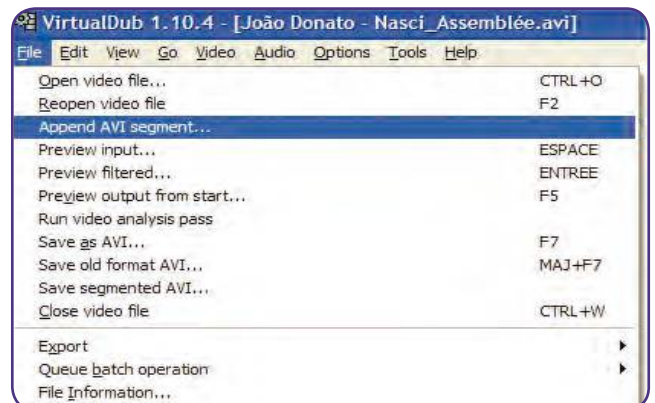 VirtualDub 1.10.4 - [João Donato - Nasci_Assemblée.avi]
File Edit View Go Video Audio Options Tools Help
Open video file... CTRL+O
Reopen video file F2
Append AVI segment...
Preview input... ESPACE
Preview filtered... ENTREE
Preview output from start... F5
Run video analysis pass
Save as AVI... F7
Save old format AVI... MAJ+F7
Save segmented AVI...
Close video file CTRL+W
Export
Queue batch operation
File Information...